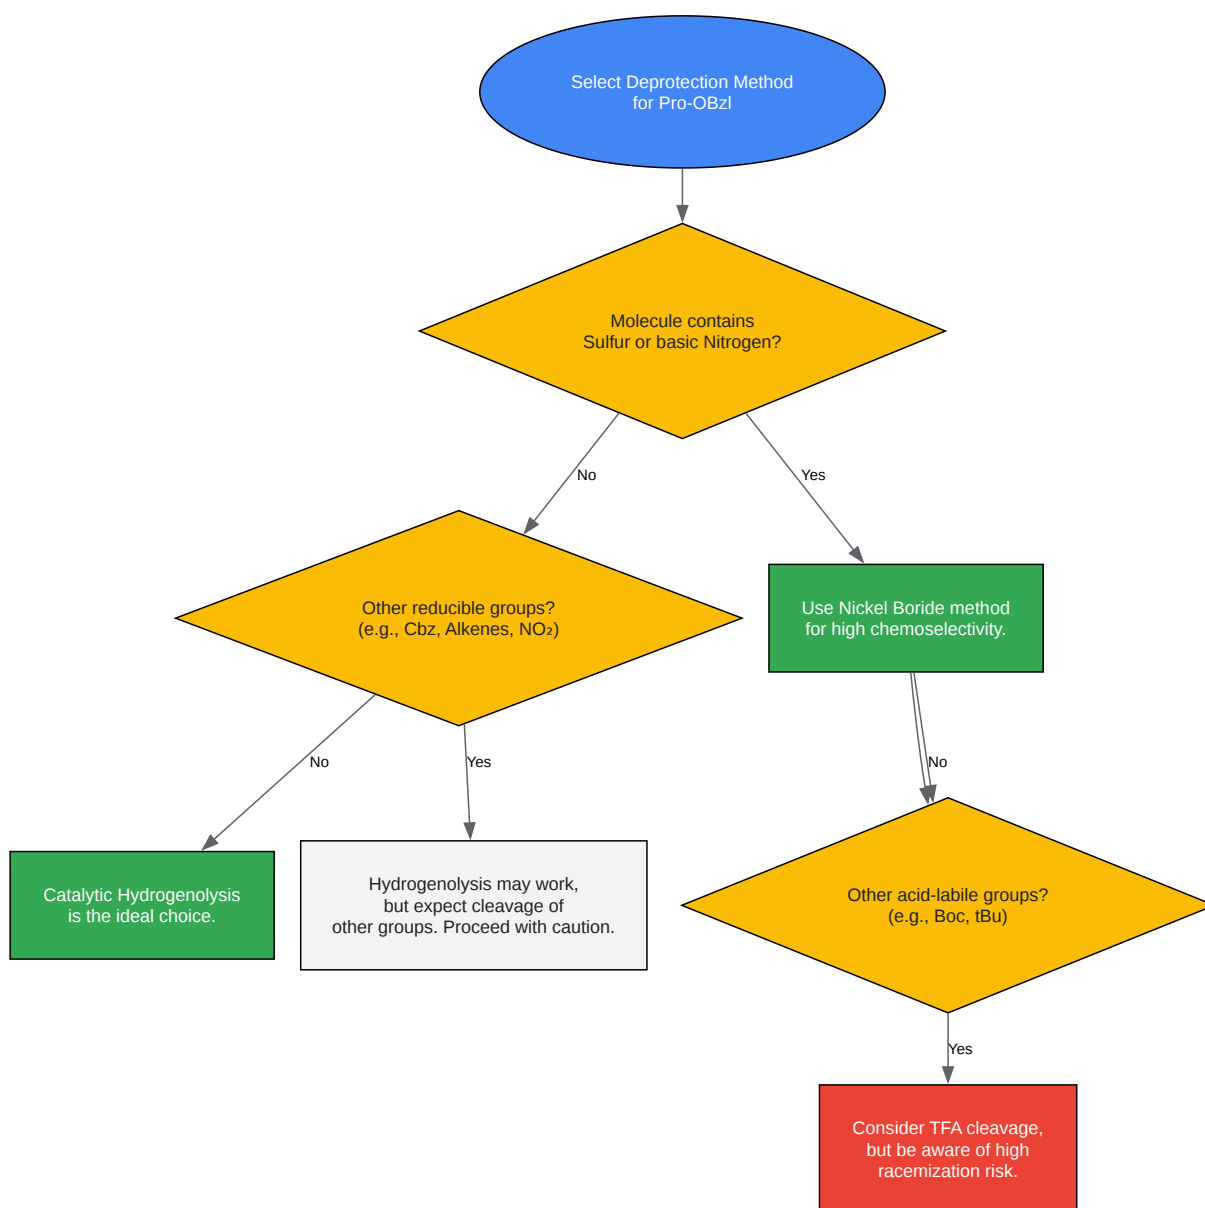 Select Deprotection Method
for Pro-OBzl
Molecule contains
Sulfur or basic Nitrogen?
No
Yes
Other reducible groups?
(e.g., Cbz, Alkenes, NO₂)
Use Nickel Boride method
for high chemoselectivity.
No
Yes
No
Catalytic Hydrogenolysis
is the ideal choice.
Hydrogenolysis may work,
but expect cleavage of
other groups. Proceed with caution.
Other acid-labile groups?
(e.g., Boc, tBu)
Yes
Consider TFA cleavage,
but be aware of high
racemization risk.